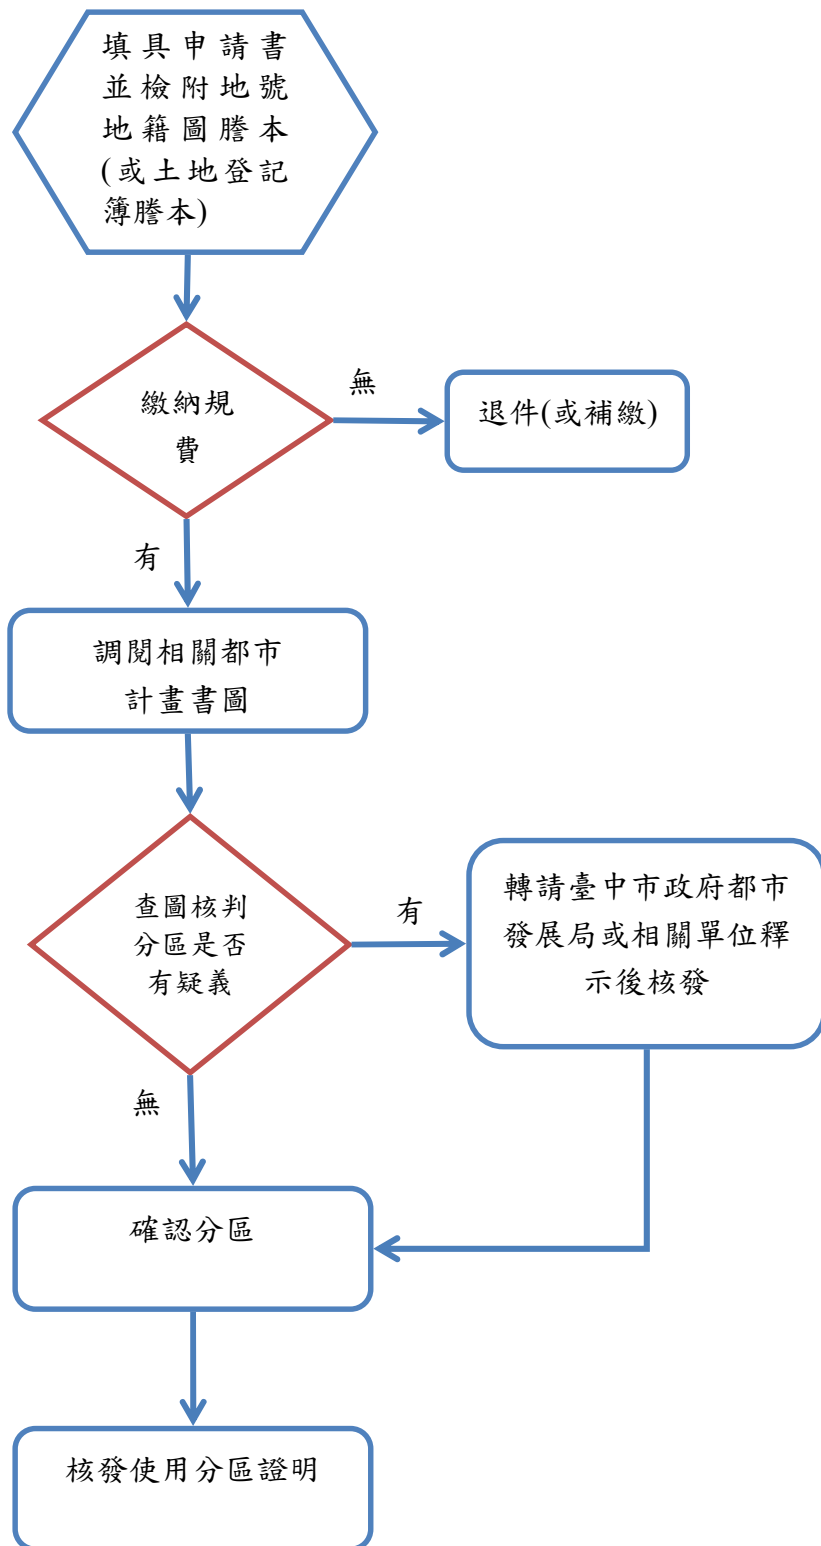 填具申請書
並檢附地號
地籍圖謄本
(或土地登記
簿謄本)
繳納規
費
無
退件(或補繳)
有
調閱相關都市
計畫書圖
查圖核判
分區是否
有疑義
有
轉請臺中市政府都市
發展局或相關單位釋
示後核發
無
確認分區
核發使用分區證明